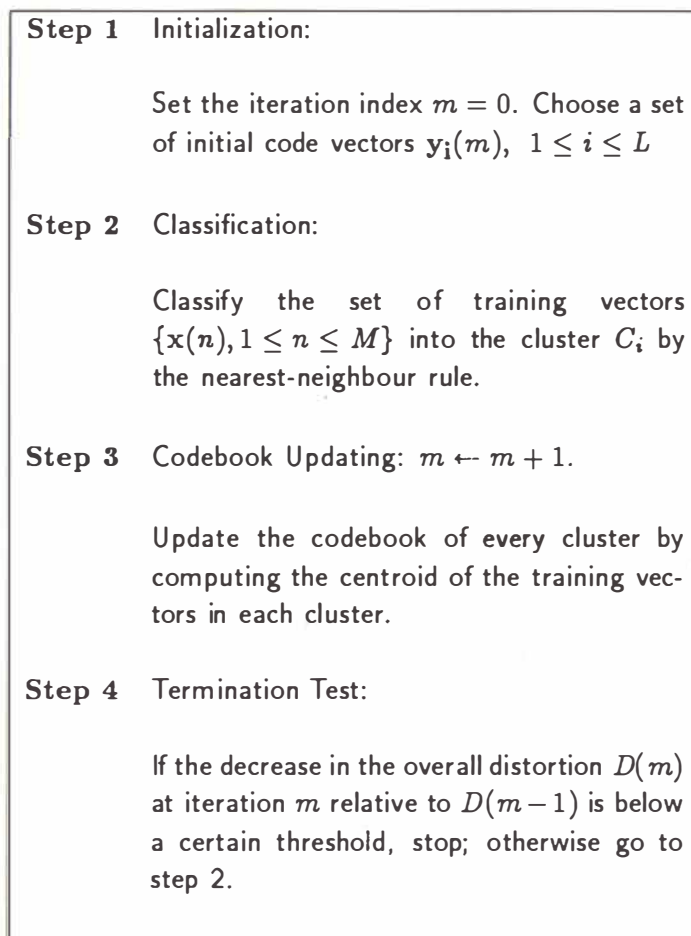 Step 1 Initialization:
Set the iteration index m = 0. Choose a set
of initial code vectors yᵢ(m), 1 ≤ i ≤ L
Step 2 Classification:
Classify the set of training vectors
{x(n), 1 ≤ n ≤ M} into the cluster Cᵢ by
the nearest-neighbour rule.
Step 3 Codebook Updating: m ← m + 1.
Update the codebook of every cluster by
computing the centroid of the training vec-
tors in each cluster.
Step 4 Termination Test:
If the decrease in the overall distortion D(m)
at iteration m relative to D(m − 1) is below
a certain threshold, stop; otherwise go to
step 2.